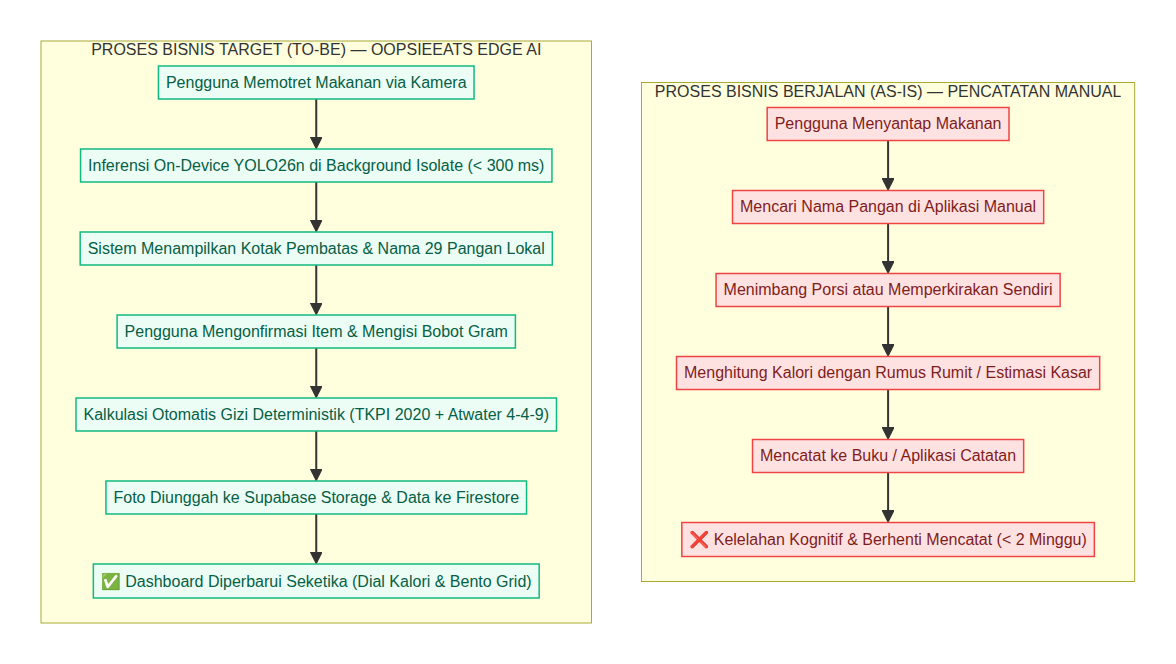 PROSES BISNIS TARGET (TO-BE) — OOPSIEEATS EDGE AI
Pengguna Memotret Makanan via Kamera
Inferensi On-Device YOLO26n di Background Isolate (< 300 ms)
Sistem Menampilkan Kotak Pembatas & Nama 29 Pangan Lokal
Pengguna Mengonfirmasi Item & Mengisi Bobot Gram
Kalkulasi Otomatis Gizi Deterministik (TKPI 2020 + Atwater 4-4-9)
Foto Diunggah ke Supabase Storage & Data ke Firestore
✅ Dashboard Diperbarui Seketika (Dial Kalori & Bento Grid)
PROSES BISNIS BERJALAN (AS-IS) — PENCATATAN MANUAL
Pengguna Menyantap Makanan
Mencari Nama Pangan di Aplikasi Manual
Menimbang Porsi atau Memperkirakan Sendiri
Menghitung Kalori dengan Rumus Rumit / Estimasi Kasar
Mencatat ke Buku / Aplikasi Catatan
❌ Kelelahan Kognitif & Berhenti Mencatat (< 2 Minggu)